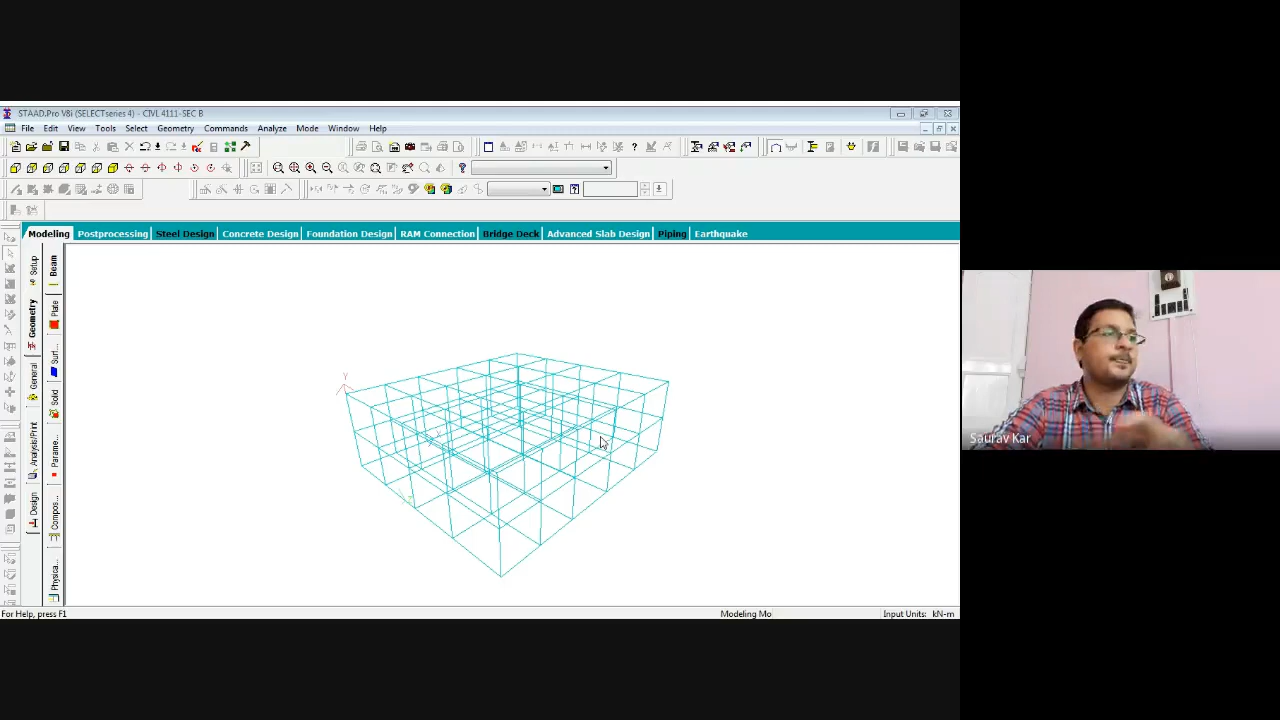 STAAD.Pro V8i (SELECTseries 4) - CIVL 4111-SEC B
File Edit View Tools Select Geometry Commands Analyze Mode Window Help
Modeling Postprocessing Steel Design Concrete Design Foundation Design RAM Connection Bridge Deck Advanced Slab Design Piping Earthquake
Setup
Geometry
General
Analysis/Print
Design
Beam
Plate
Surf...
Solid
Parame...
Compos...
Physica...
Y
Saurav Kar
For Help, press F1
Modeling Mo
Input Units: kN-m